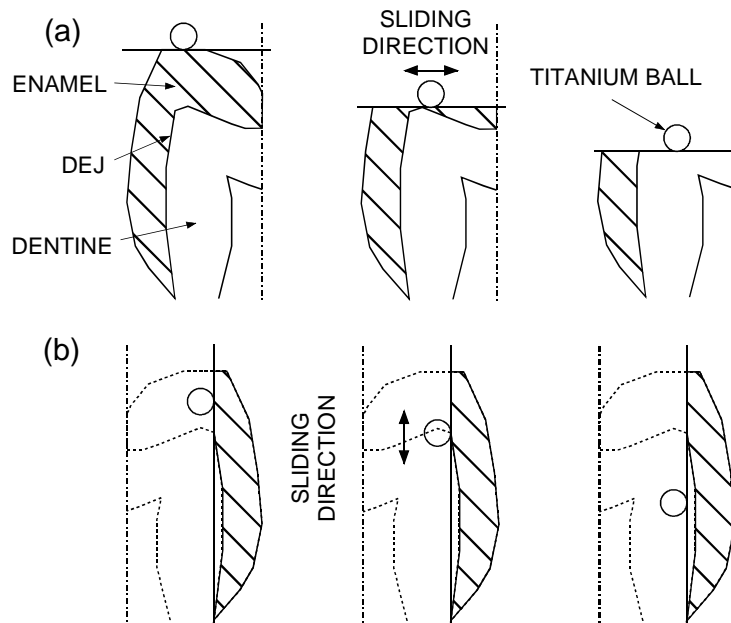 (a)
SLIDING
DIRECTION
TITANIUM BALL
ENAMEL
DEJ
DENTINE
(b)
SLIDING
DIRECTION